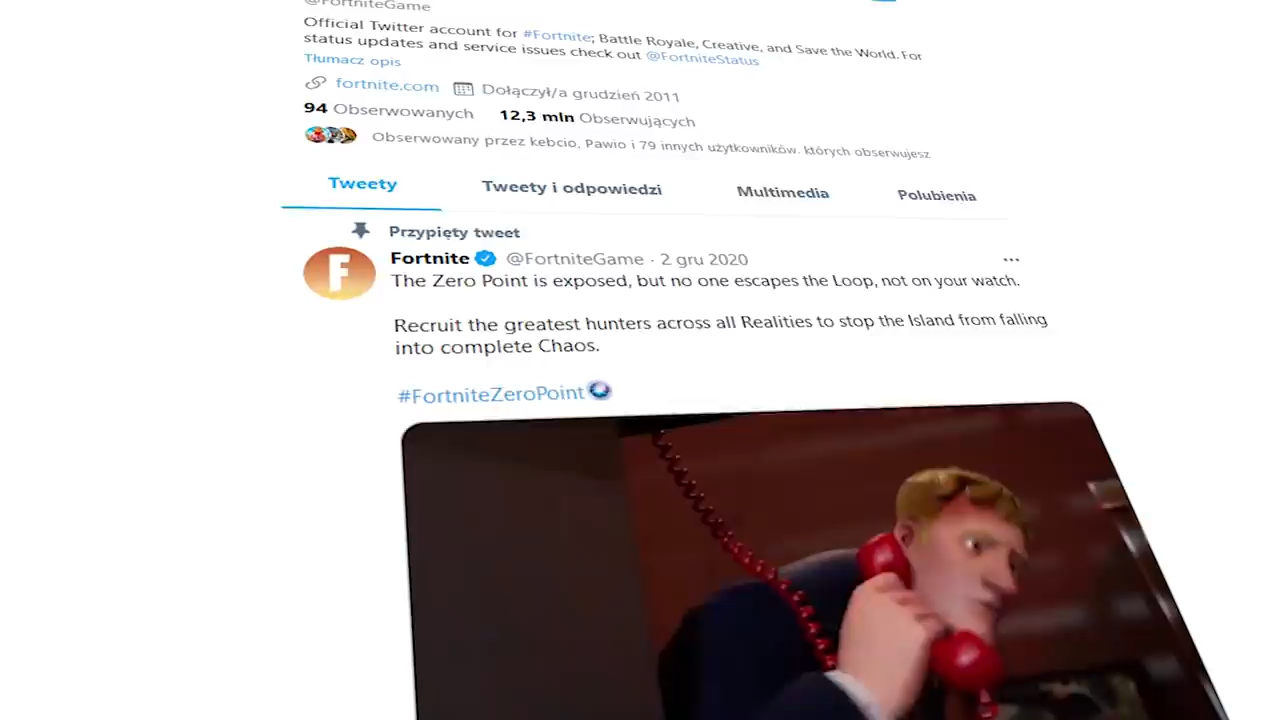 @FortniteGame
Official Twitter account for #Fortnite; Battle Royale, Creative, and Save the World. For
status updates and service issues check out @FortniteStatus
Tłumacz opis
fortnite.com Dołączył/a grudzień 2011
94 Obserwowanych 12,3 mln Obserwujących
Obserwowany przez kebcio, Pawio i 79 innych użytkowników, których obserwujesz
Tweety Tweety i odpowiedzi Multimedia Polubienia
Przypięty tweet
Fortnite @FortniteGame · 2 gru 2020 ...
F
The Zero Point is exposed, but no one escapes the Loop, not on your watch.
Recruit the greatest hunters across all Realities to stop the Island from falling
into complete Chaos.
#FortniteZeroPoint